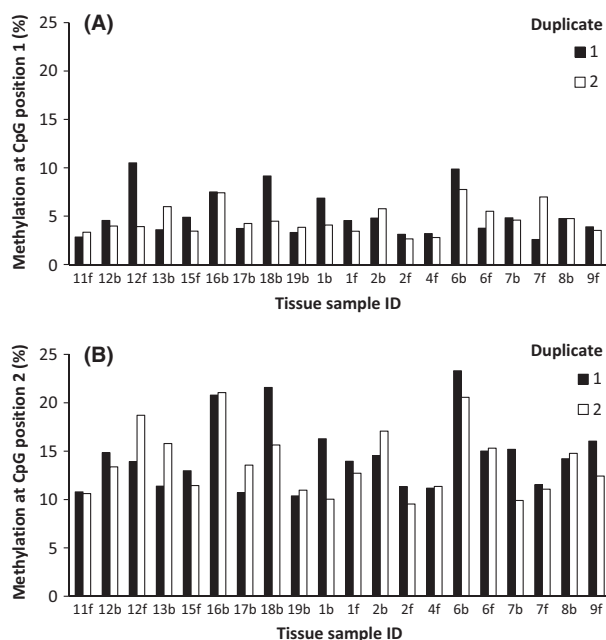 (A)
Duplicate
1
2
Methylation at CpG position 1 (%)
25
20
15
10
5
0
11f 12b 12f 13b 15f 16b 17b 18b 19b 1b 1f 2b 2f 4f 6b 6f 7b 7f 8b 9f
Tissue sample ID
(B)
Duplicate
1
2
Methylation at CpG position 2 (%)
25
20
15
10
5
0
11f 12b 12f 13b 15f 16b 17b 18b 19b 1b 1f 2b 2f 4f 6b 6f 7b 7f 8b 9f
Tissue sample ID